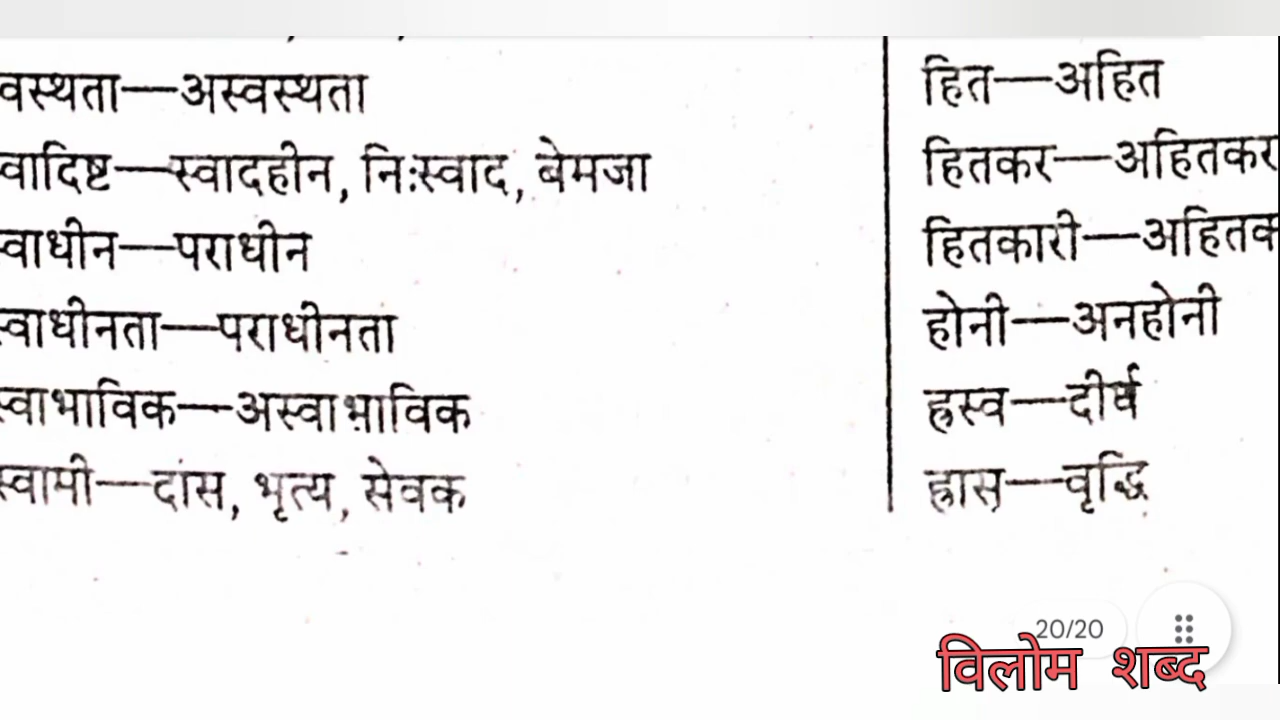 वस्थता—अस्वस्थता
वादिष्ट—स्वादहीन, निःस्वाद, बेमजा
स्वाधीन—पराधीन
स्वाधीनता—पराधीनता
स्वाभाविक—अस्वाभाविक
स्वामी—दास, भृत्य, सेवक
हित—अहित
हितकर—अहितकर
हितकारी—अहितक
होनी—अनहोनी
ह्रस्व—दीर्घ
ह्रास—वृद्धि
20/20
विलोम शब्द